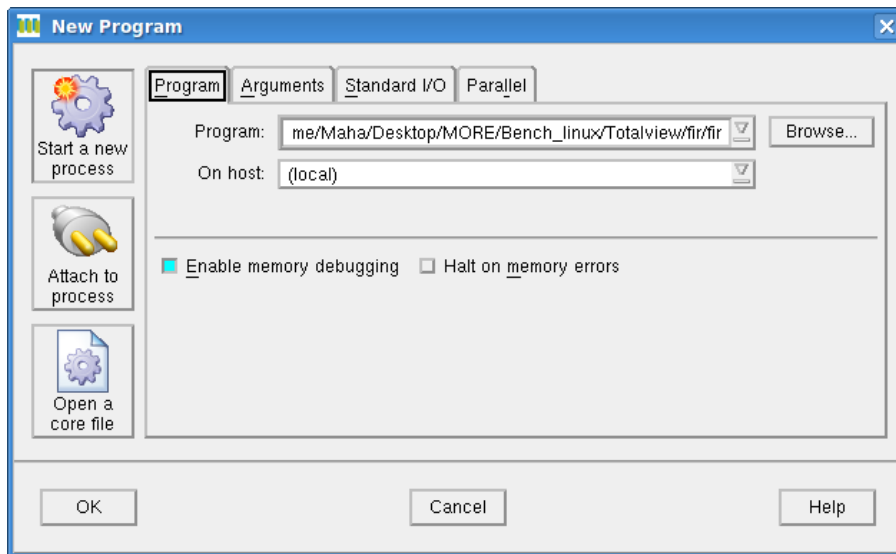 New Program
Start a new
process
Attach to
process
Open a
core file
Program Arguments Standard I/O Parallel
Program: me/Maha/Desktop/MORE/Bench_linux/Totalview/fir/fir Browse...
On host: (local)
Enable memory debugging Halt on memory errors
OK Cancel Help